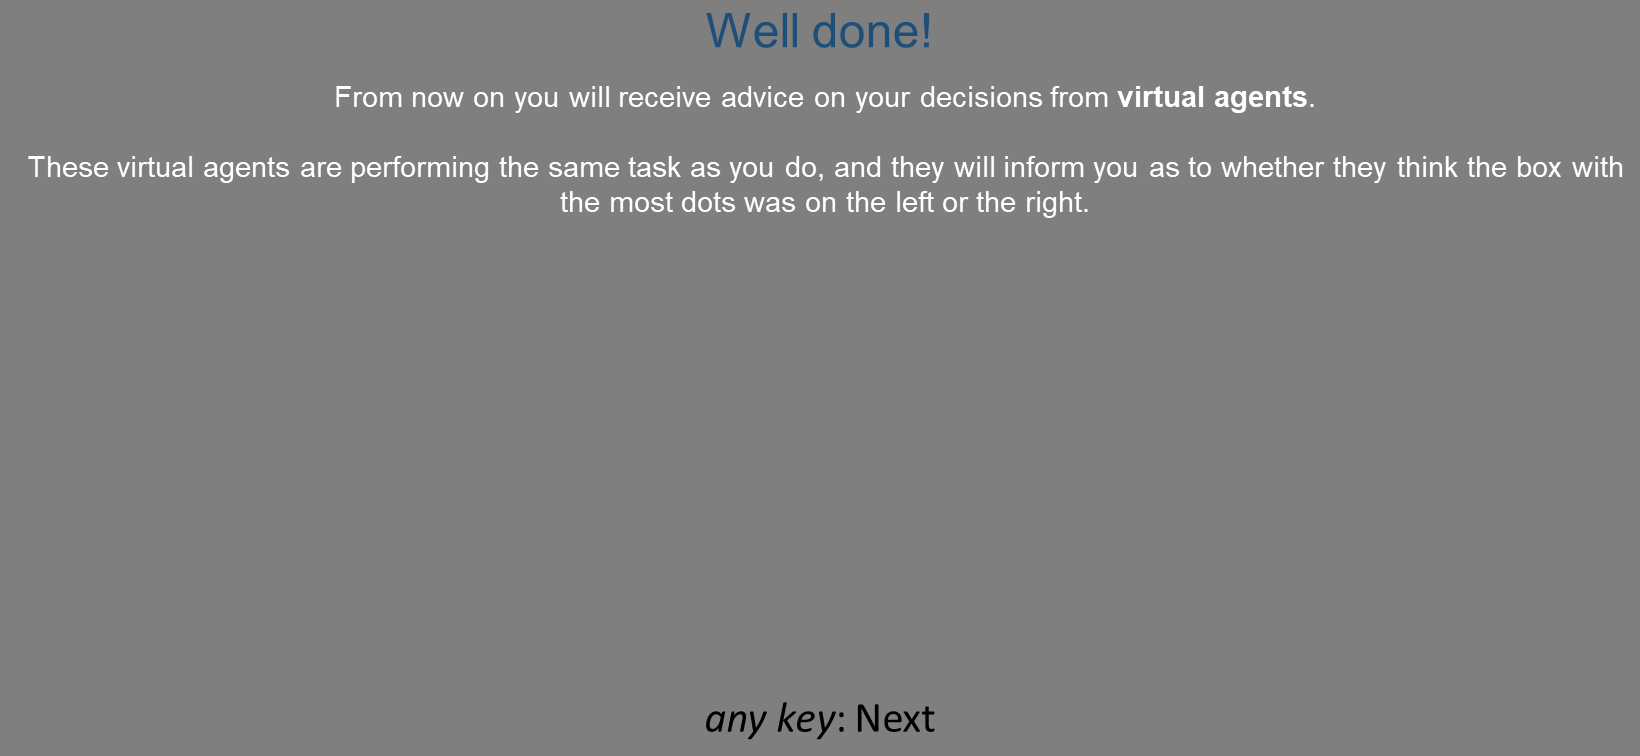 Well done!
From now on you will receive advice on your decisions from virtual agents.
These virtual agents are performing the same task as you do, and they will inform you as to whether they think the box with
the most dots was on the left or the right.
any key: Next